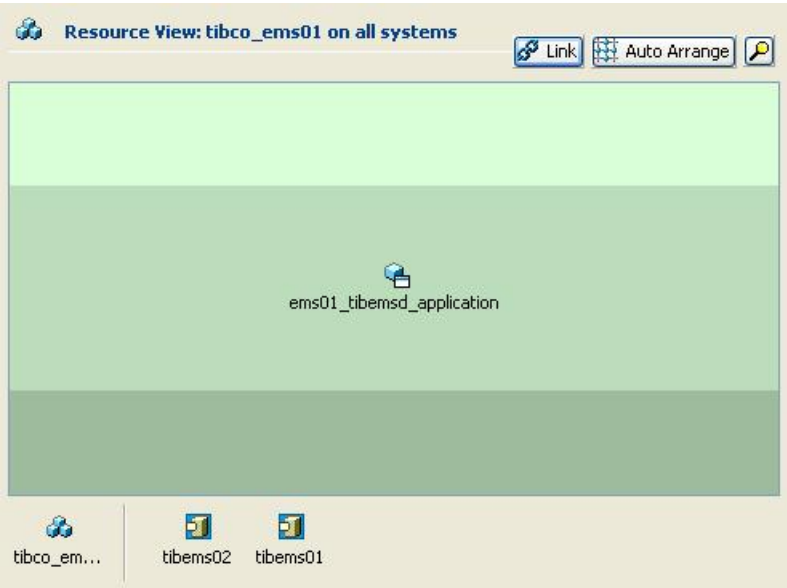 Resource View: tibco_ems01 on all systems
Link
Auto Arrange
ems01_tibemsd_application
tibco_em...
tibems02
tibems01